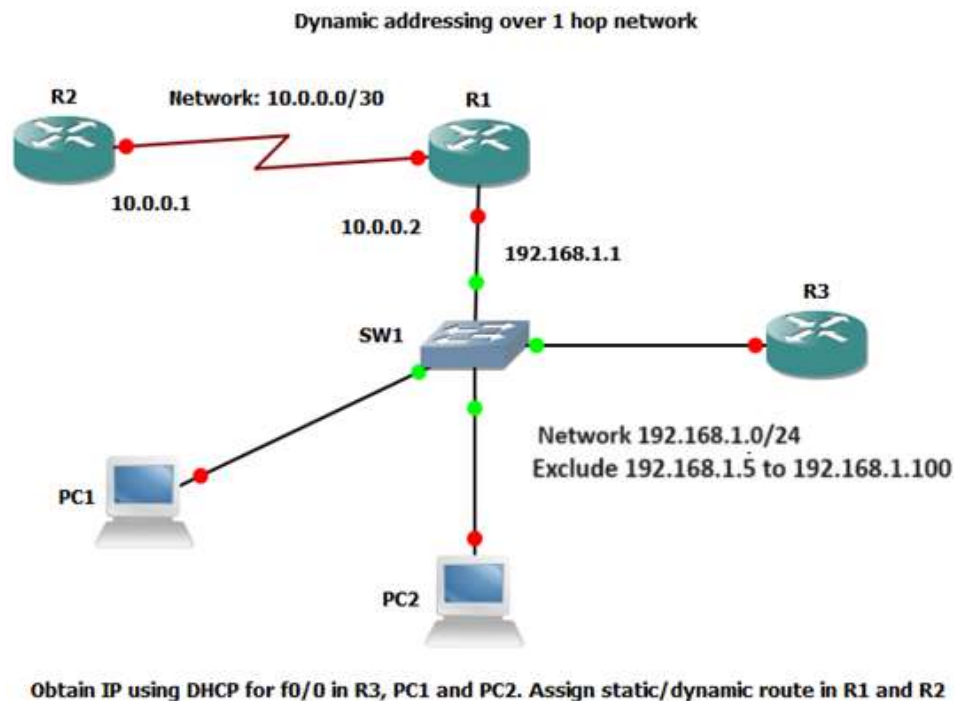 Dynamic addressing over 1 hop network
R2
Network: 10.0.0.0/30
R1
10.0.0.1
10.0.0.2
192.168.1.1
R3
SW1
Network 192.168.1.0/24
Exclude 192.168.1.5 to 192.168.1.100
PC1
PC2
Obtain IP using DHCP for f0/0 in R3, PC1 and PC2. Assign static/dynamic route in R1 and R2